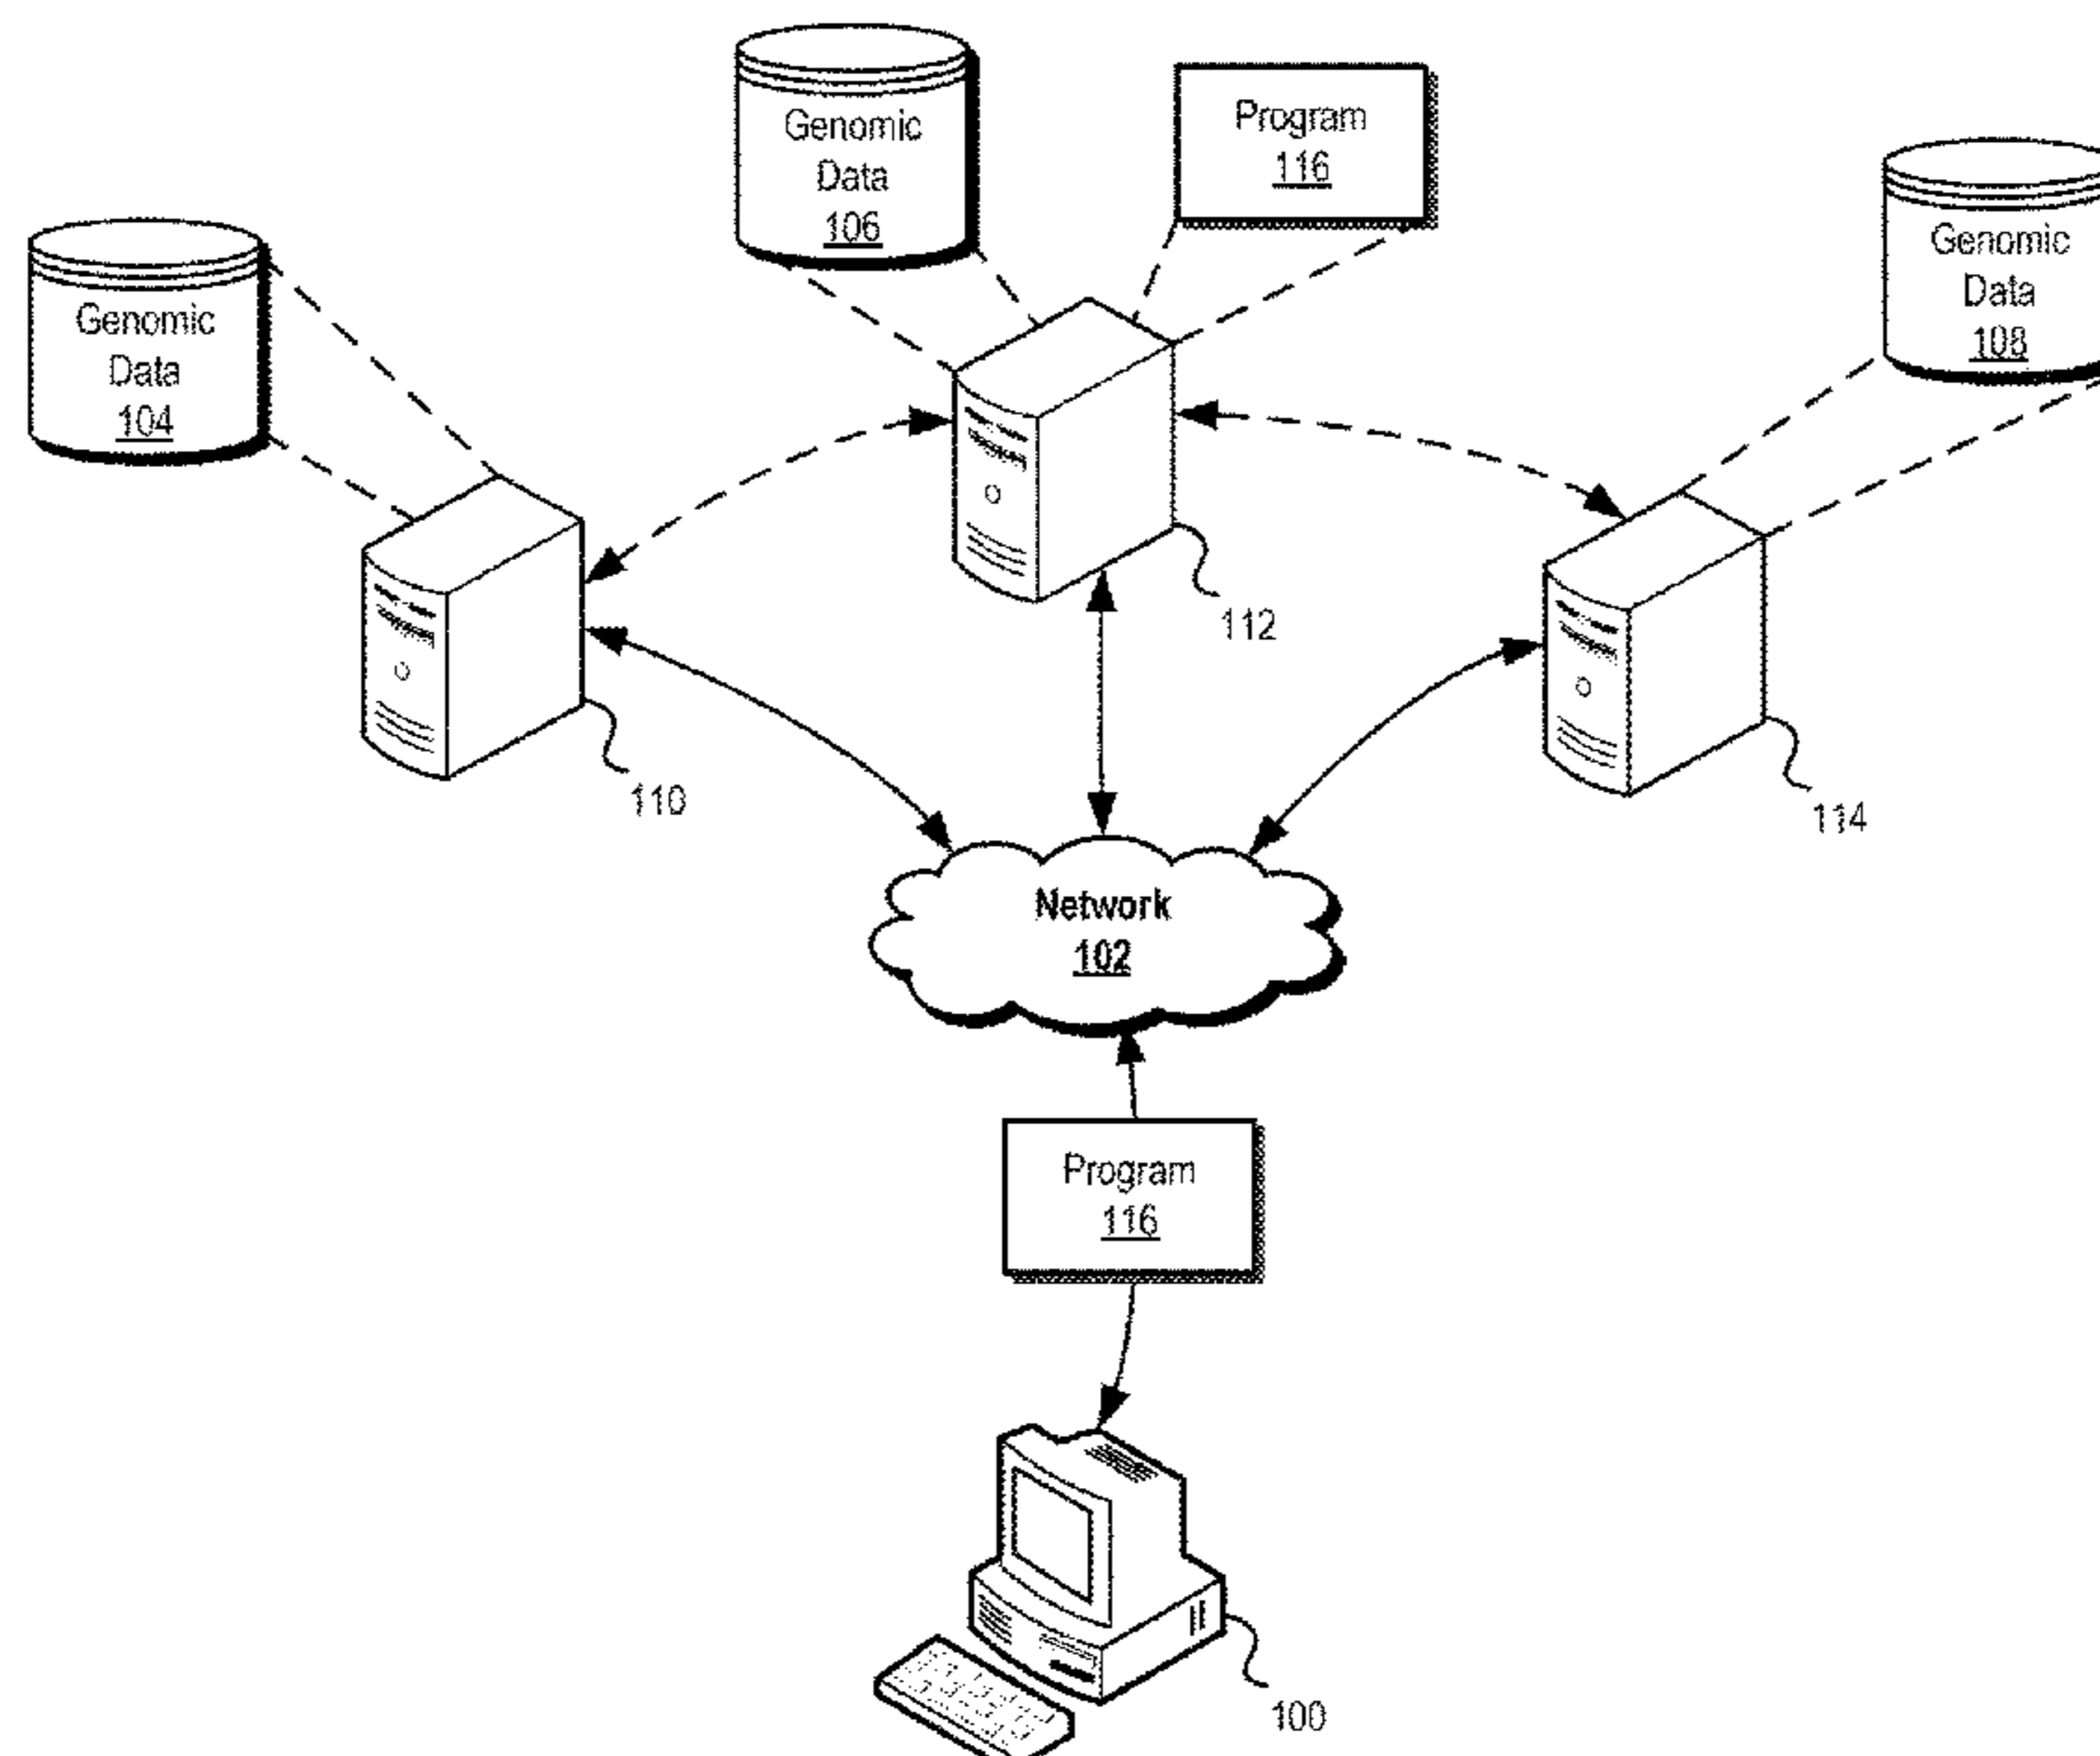 Genomic
Data
106
Program
116
Genomic
Data
108
Genomic
Data
104
112
110
114
Network
102
Program
116
100